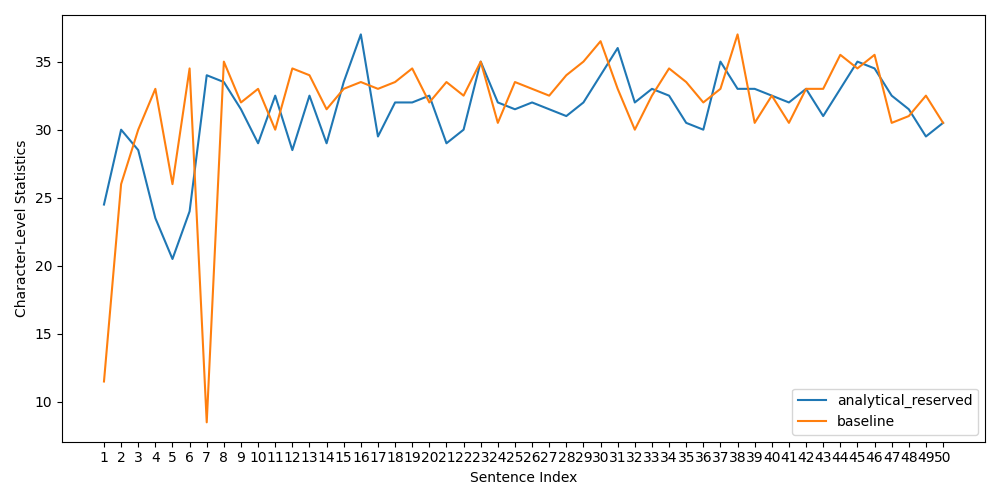 Character-Level Statistics
35
30
25
20
15
10
1 2 3 4 5 6 7 8 9 10 11 12 13 14 15 16 17 18 19 20 21 22 23 24 25 26 27 28 29 30 31 32 33 34 35 36 37 38 39 40 41 42 43 44 45 46 47 48 49 50
Sentence Index
analytical_reserved
baseline